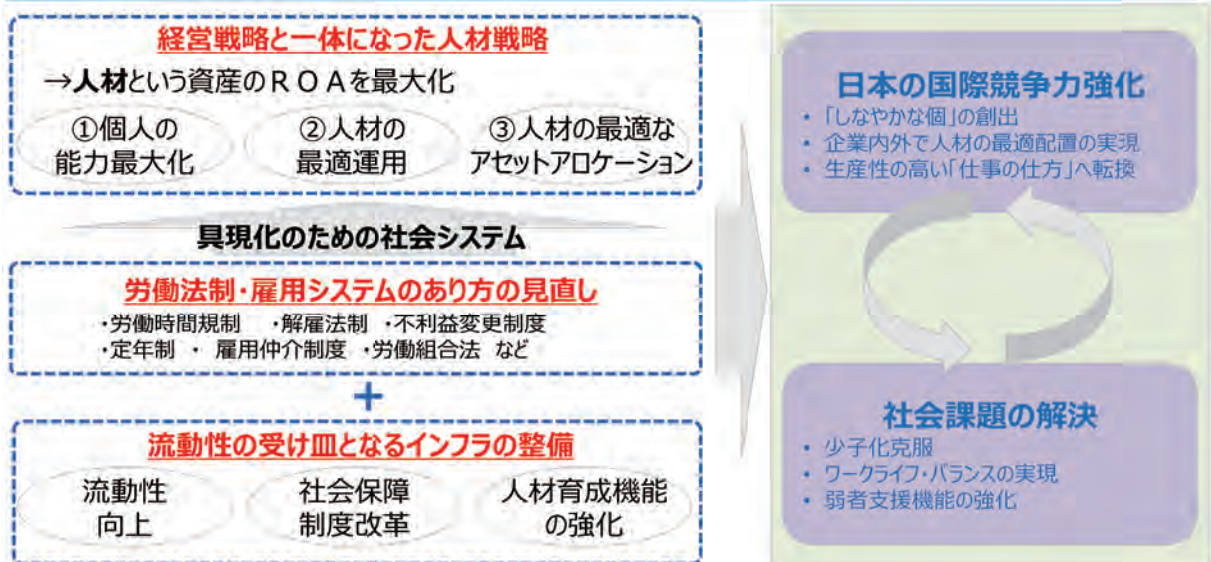 経営戦略と一体になった人材戦略
→人材という資産のＲＯＡを最大化
①個人の
能力最大化
②人材の
最適運用
③人材の最適な
アセットアロケーション
具現化のための社会システム
労働法制・雇用システムのあり方の見直し
・労働時間規制　・解雇法制　・不利益変更制度
・定年制　・　雇用仲介制度　・労働組合法　など
+
流動性の受け皿となるインフラの整備
流動性
向上
社会保障
制度改革
人材育成機能
の強化
日本の国際競争力強化
• 「しなやかな個」の創出
• 企業内外で人材の最適配置の実現
• 生産性の高い「仕事の仕方」へ転換
社会課題の解決
• 少子化克服
• ワークライフ・バランスの実現
• 弱者支援機能の強化